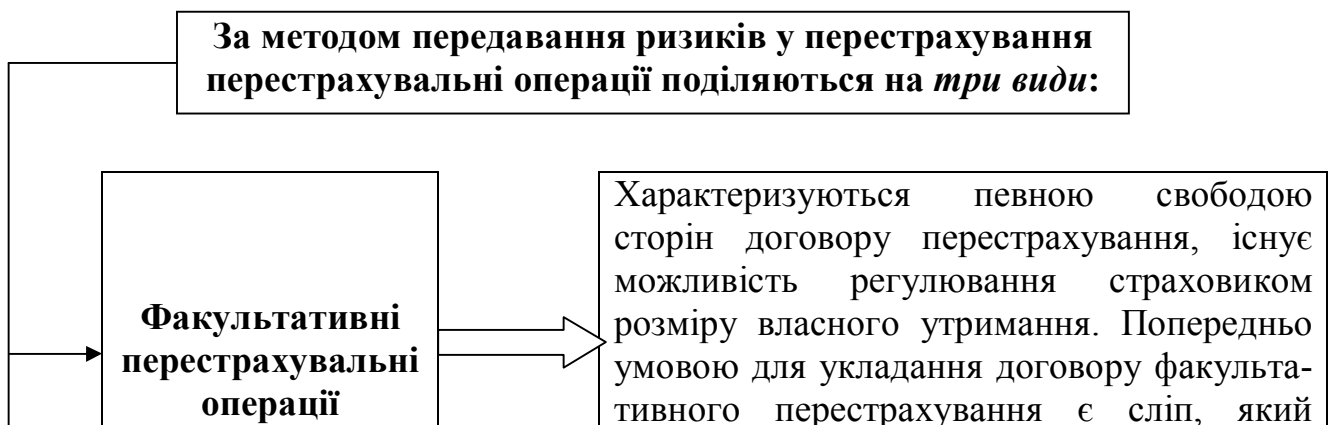 За методом передавання ризиків у перестрахування
перестрахувальні операції поділяються на три види:
Факультативні
перестрахувальні
операції
Характеризуються певною свободою
сторін договору перестрахування, існує
можливість регулювання страховиком
розміру власного утримання. Попередньо
умовою для укладання договору факульта-
тивного перестрахування є сліп, який